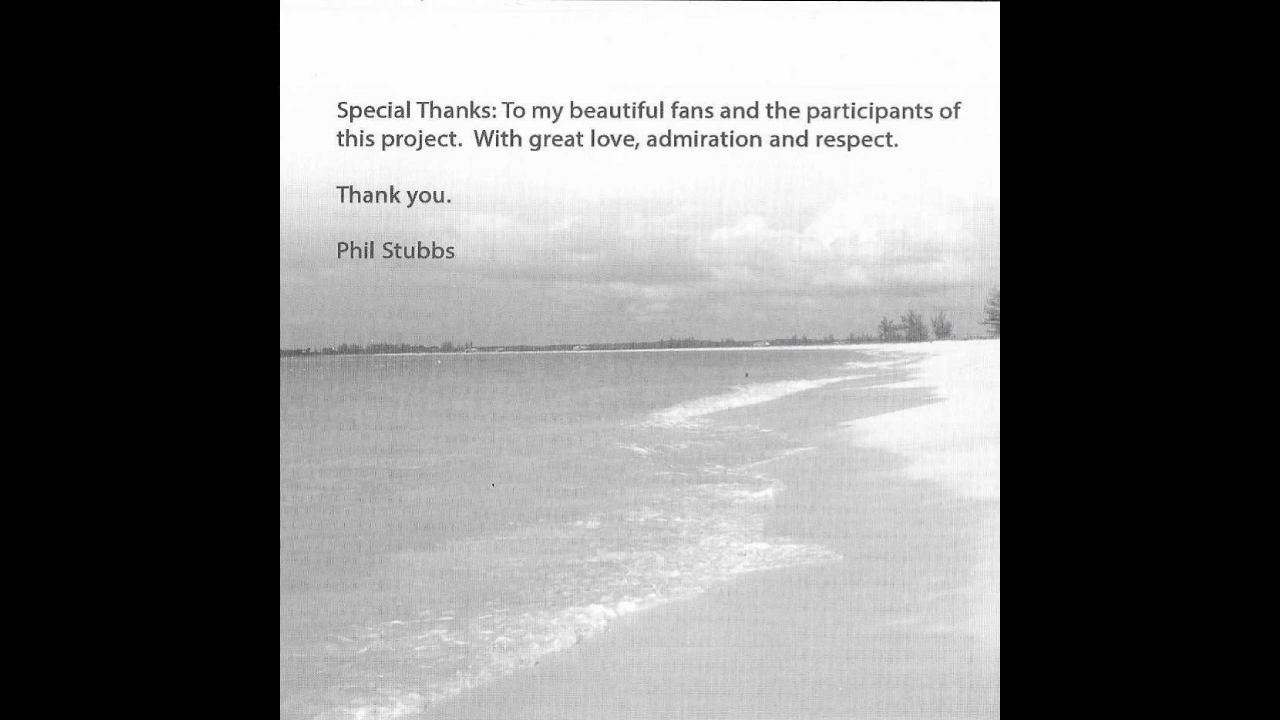 Special Thanks: To my beautiful fans and the participants of
this project.  With great love, admiration and respect.
Thank you.
Phil Stubbs